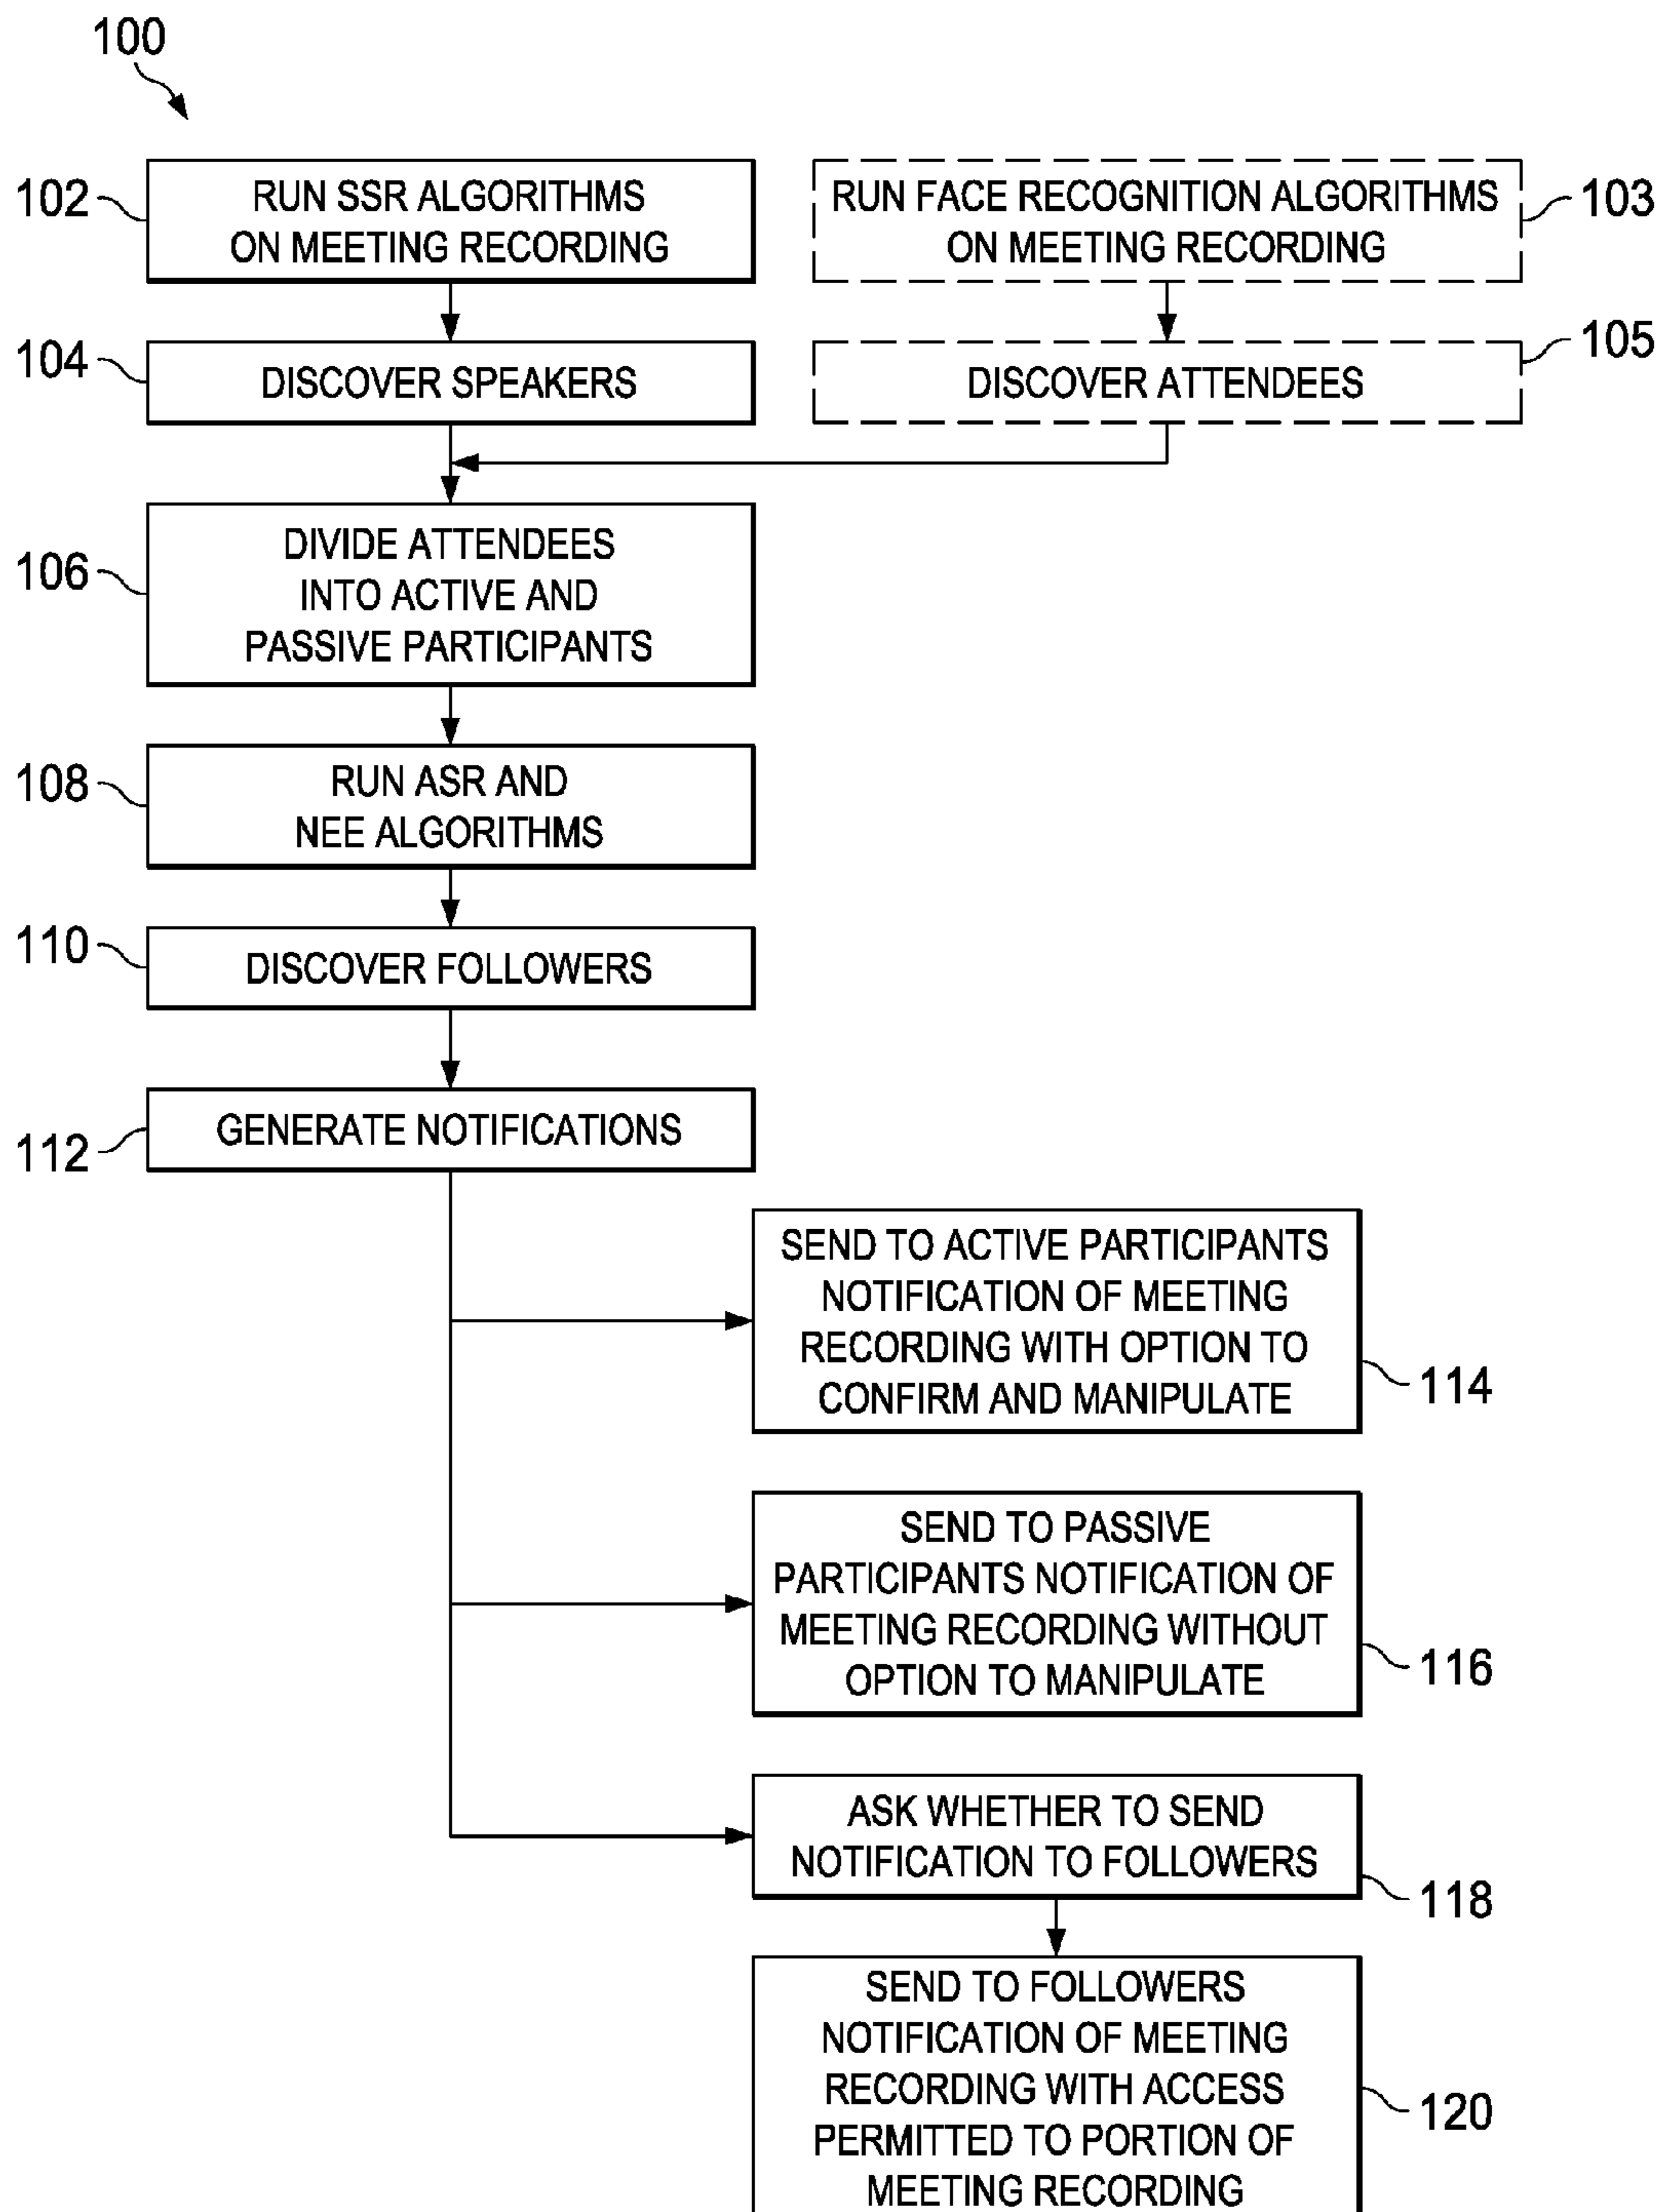 100
102
RUN SSR ALGORITHMS
ON MEETING RECORDING
RUN FACE RECOGNITION ALGORITHMS
ON MEETING RECORDING
103
104
DISCOVER SPEAKERS
DISCOVER ATTENDEES
105
106
DIVIDE ATTENDEES
INTO ACTIVE AND
PASSIVE PARTICIPANTS
108
RUN ASR AND
NEE ALGORITHMS
110
DISCOVER FOLLOWERS
112
GENERATE NOTIFICATIONS
SEND TO ACTIVE PARTICIPANTS
NOTIFICATION OF MEETING
RECORDING WITH OPTION TO
CONFIRM AND MANIPULATE
114
SEND TO PASSIVE
PARTICIPANTS NOTIFICATION OF
MEETING RECORDING WITHOUT
OPTION TO MANIPULATE
116
ASK WHETHER TO SEND
NOTIFICATION TO FOLLOWERS
118
SEND TO FOLLOWERS
NOTIFICATION OF MEETING
RECORDING WITH ACCESS
PERMITTED TO PORTION OF
MEETING RECORDING
120